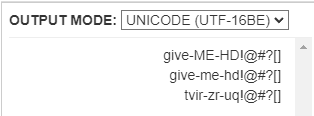 OUTPUT MODE: UNICODE (UTF-16BE)
give-ME-HD!@#?[]
give-me-hd!@#?[]
tvir-zr-uq!@#?[]